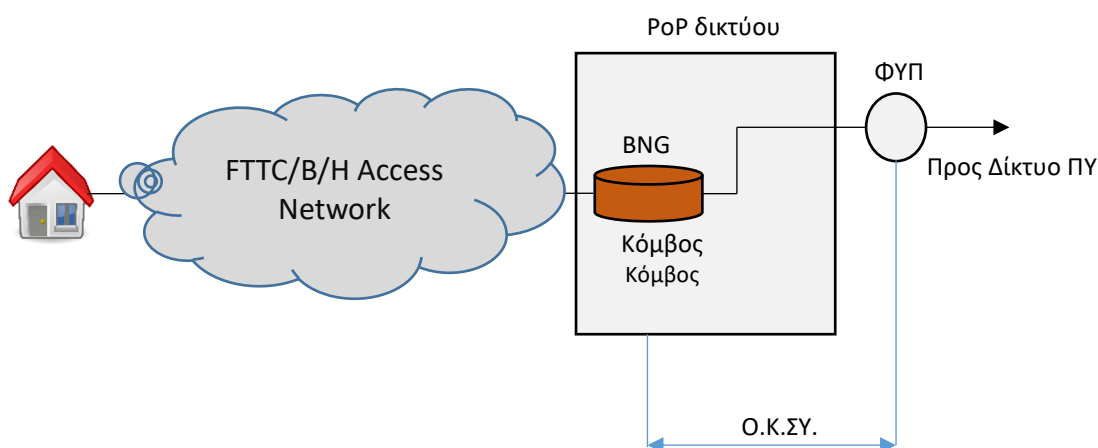 PoP δικτύου
ΦΥΠ
BNG
FTTC/B/H Access
Network
Προς Δίκτυο ΠΥ
Κόμβος
Κόμβος
Ο.Κ.ΣΥ.